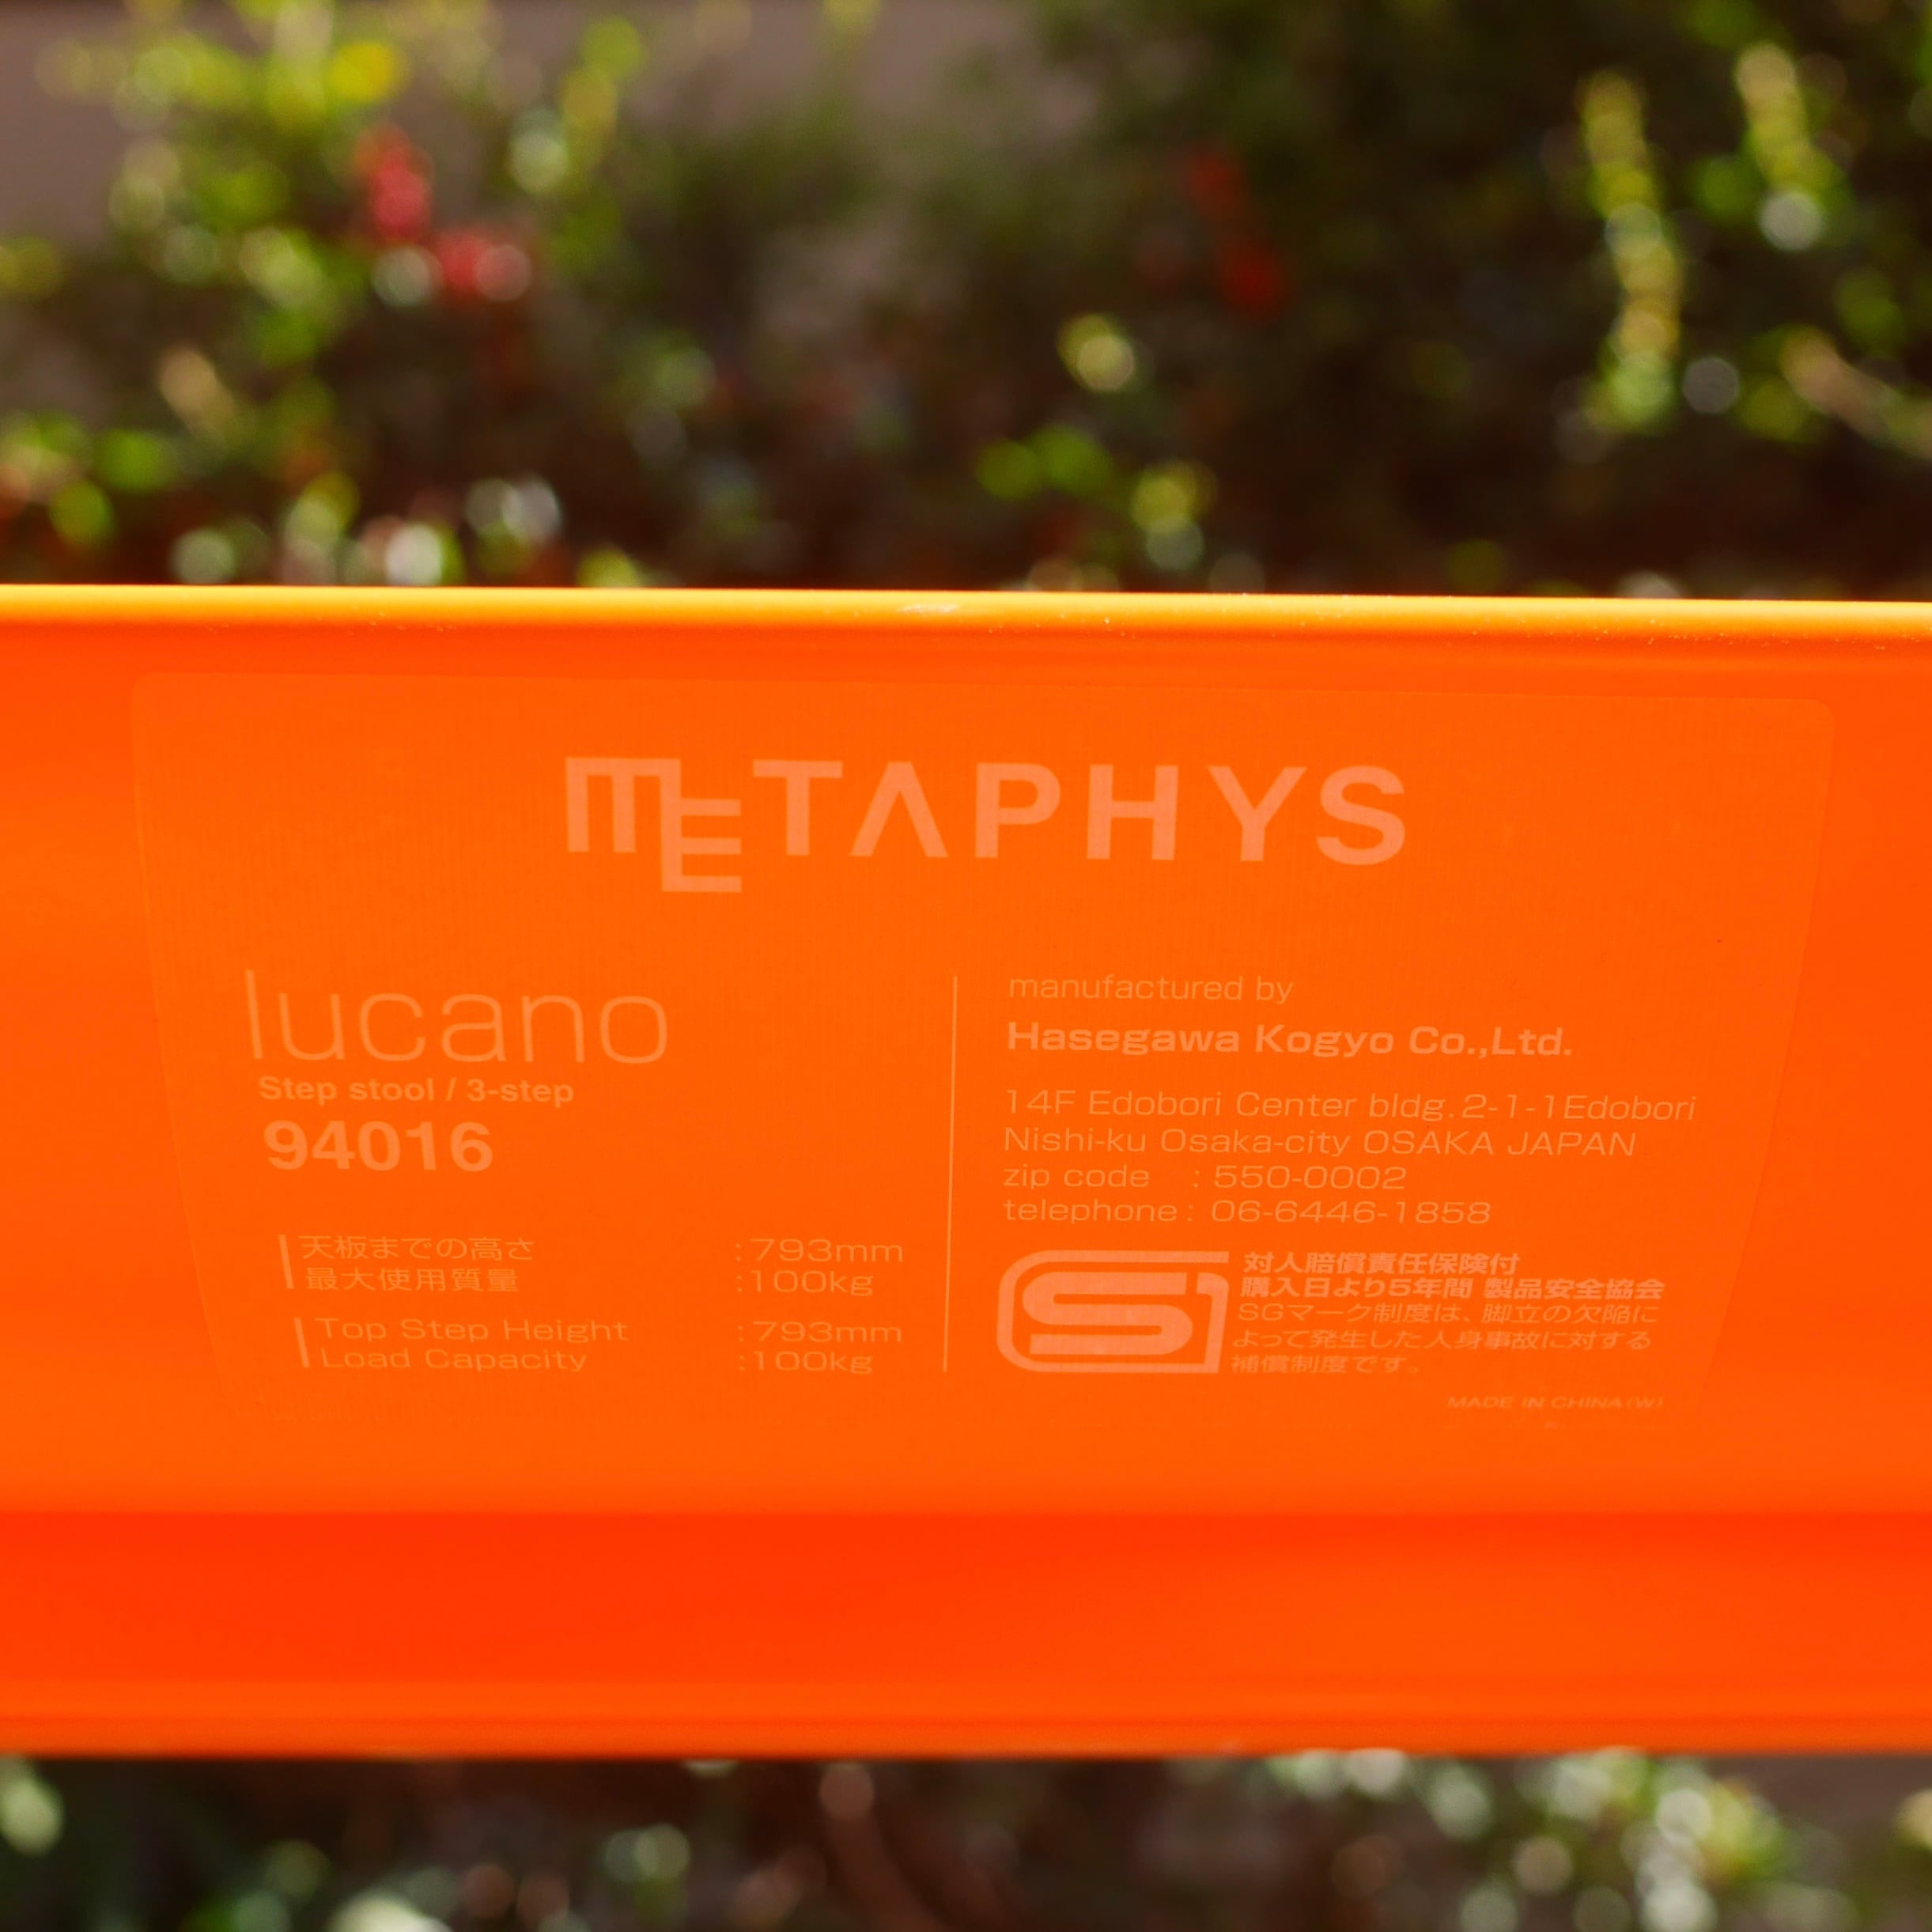 METAPHYS
lucano
Step stool / 3-step
94016
天板までの高さ :793mm
最大使用質量 :100kg
Top Step Height :793mm
Load Capacity :100kg
manufactured by
Hasegawa Kogyo Co.,Ltd.
14F Edobori Center bldg. 2-1-1Edobori
Nishi-ku Osaka-city OSAKA JAPAN
zip code : 550-0002
telephone : 06-6446-1858
対人賠償責任保険付
購入日より5年間 製品安全協会
SGマーク制度は、脚立の欠陥に
よって発生した人身事故に対する
補償制度です。
MADE IN CHINA(W)